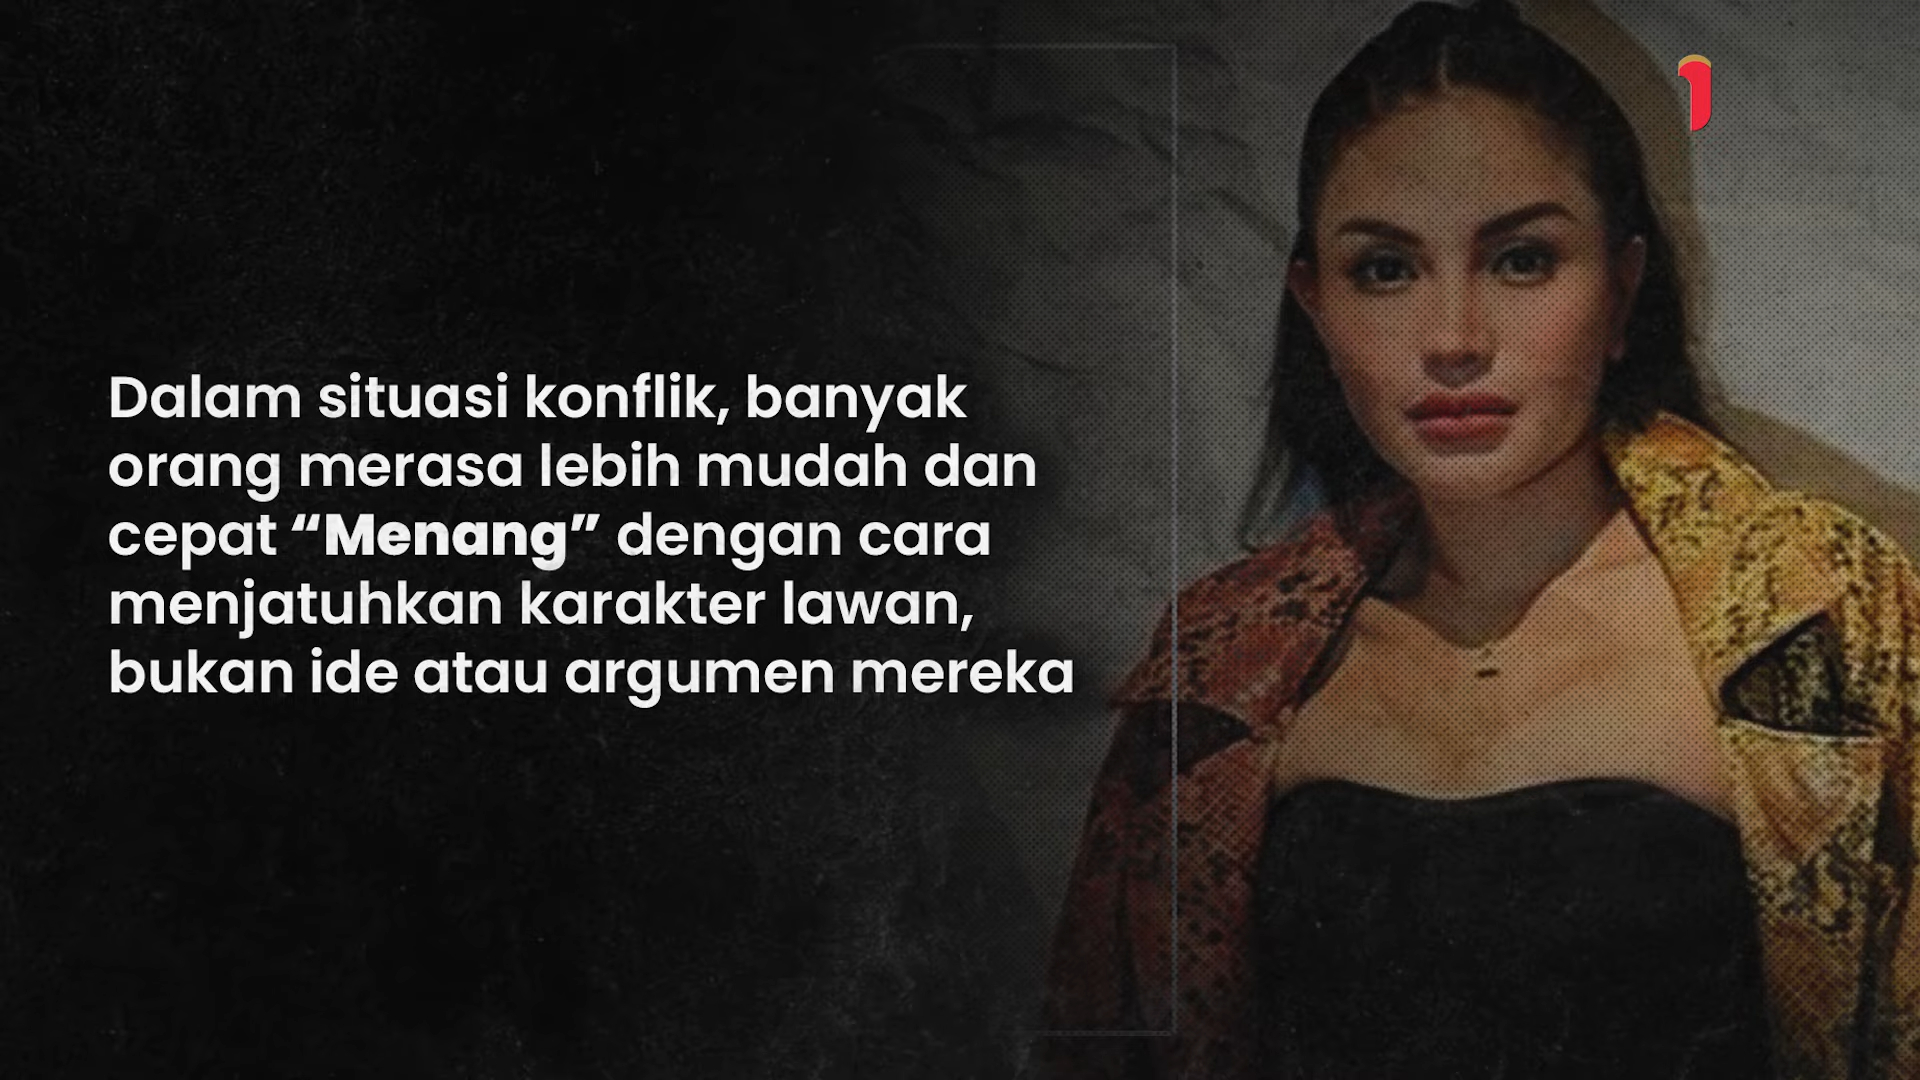 Dalam situasi konflik, banyak
orang merasa lebih mudah dan
cepat “Menang” dengan cara
menjatuhkan karakter lawan,
bukan ide atau argumen mereka